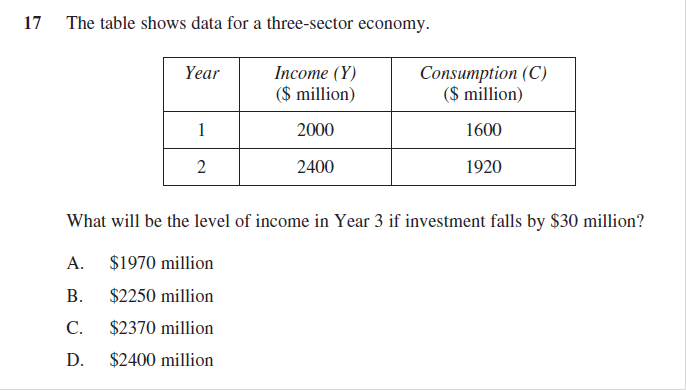 17 The table shows data for a three-sector economy.
Year Income (Y) Consumption (C)
($ million) ($ million)
1 2000 1600
2 2400 1920
What will be the level of income in Year 3 if investment falls by $30 million?
A. $1970 million
B. $2250 million
C. $2370 million
D. $2400 million